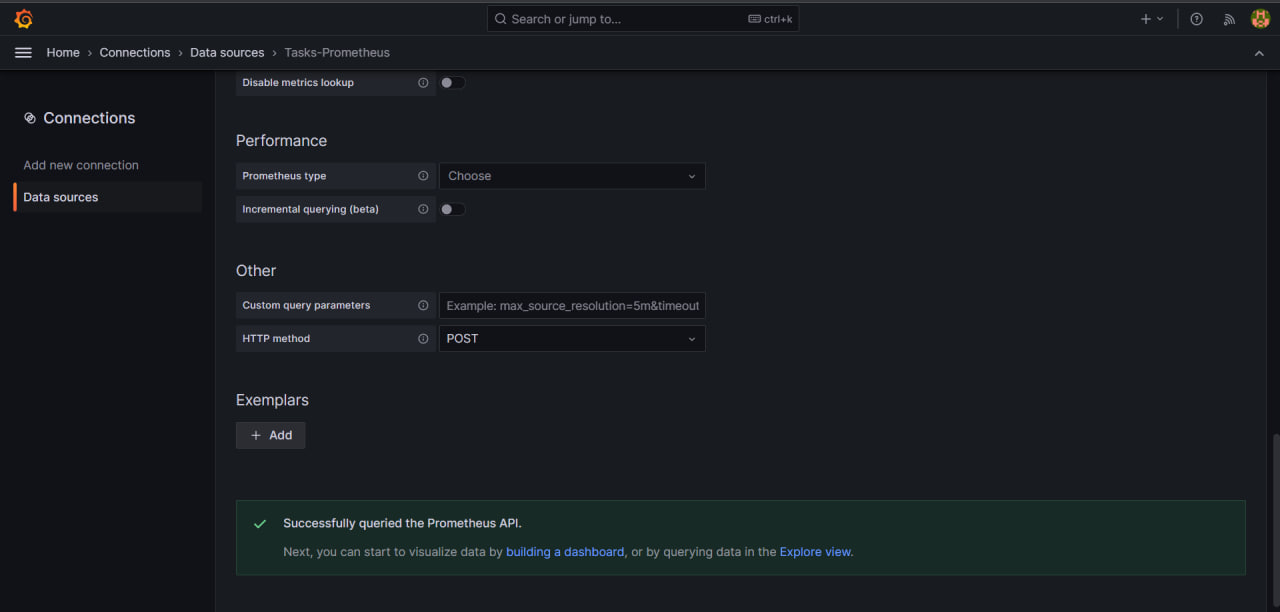 Search or jump to...
ctrl+k
Home › Connections › Data sources › Tasks-Prometheus
Connections
Add new connection
Data sources
Disable metrics lookup
Performance
Prometheus type
Choose
Incremental querying (beta)
Other
Custom query parameters
Example: max_source_resolution=5m&timeout
HTTP method
POST
Exemplars
+ Add
Successfully queried the Prometheus API.
Next, you can start to visualize data by building a dashboard, or by querying data in the Explore view.